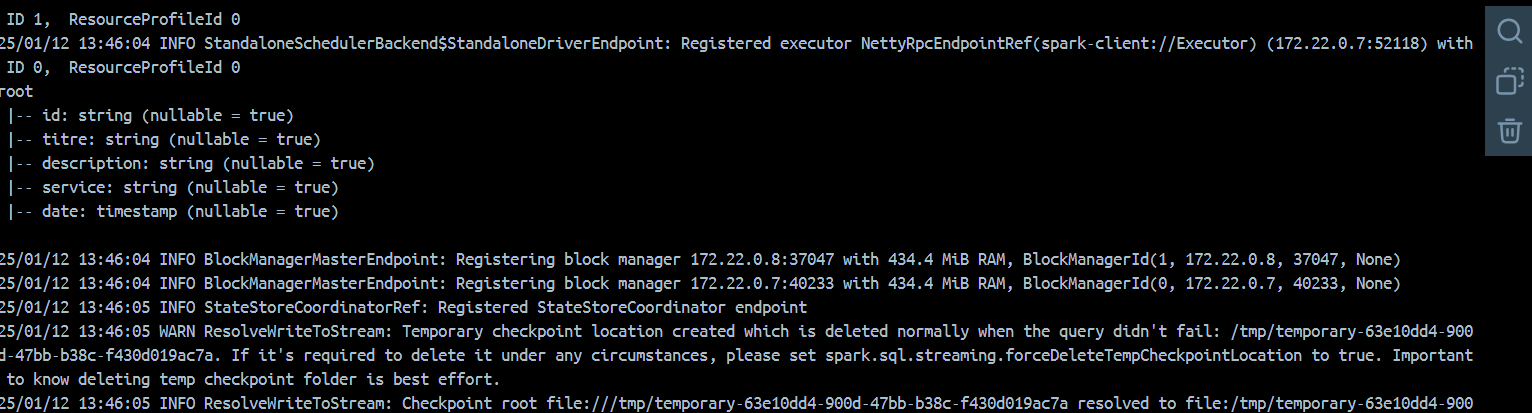 ID 1,  ResourceProfileId 0
25/01/12 13:46:04 INFO StandaloneSchedulerBackend$StandaloneDriverEndpoint: Registered executor NettyRpcEndpointRef(spark-client://Executor) (172.22.0.7:52118) with
ID 0,  ResourceProfileId 0
root
|-- id: string (nullable = true)
|-- titre: string (nullable = true)
|-- description: string (nullable = true)
|-- service: string (nullable = true)
|-- date: timestamp (nullable = true)
25/01/12 13:46:04 INFO BlockManagerMasterEndpoint: Registering block manager 172.22.0.8:37047 with 434.4 MiB RAM, BlockManagerId(1, 172.22.0.8, 37047, None)
25/01/12 13:46:04 INFO BlockManagerMasterEndpoint: Registering block manager 172.22.0.7:40233 with 434.4 MiB RAM, BlockManagerId(0, 172.22.0.7, 40233, None)
25/01/12 13:46:05 INFO StateStoreCoordinatorRef: Registered StateStoreCoordinator endpoint
25/01/12 13:46:05 WARN ResolveWriteToStream: Temporary checkpoint location created which is deleted normally when the query didn't fail: /tmp/temporary-63e10dd4-900
d-47bb-b38c-f430d019ac7a. If it's required to delete it under any circumstances, please set spark.sql.streaming.forceDeleteTempCheckpointLocation to true. Important
to know deleting temp checkpoint folder is best effort.
25/01/12 13:46:05 INFO ResolveWriteToStream: Checkpoint root file:///tmp/temporary-63e10dd4-900d-47bb-b38c-f430d019ac7a resolved to file:/tmp/temporary-63e10dd4-900